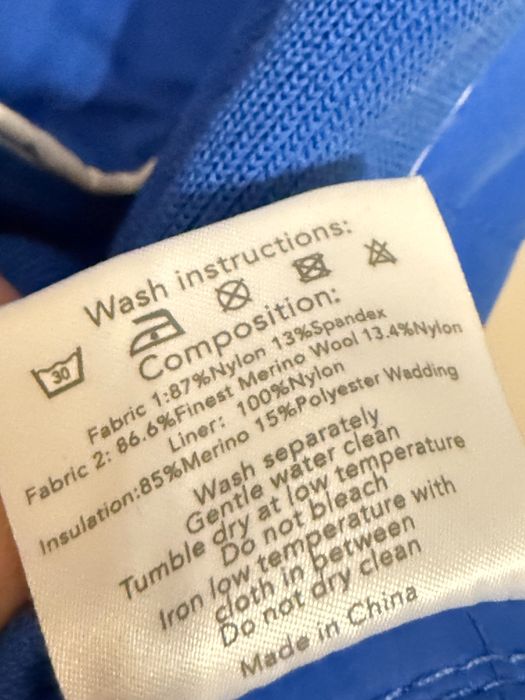 Wash instructions:
30
Composition:
Fabric 1:87%Nylon 13%Spandex
Fabric 2: 86.6%Finest Merino Wool 13.4%Nylon
Liner: 100%Nylon
Insulation:85%Merino 15%Polyester Wadding
Wash separately
Gentle water clean
Tumble dry at low temperature
Do not bleach
Iron low temperature with
cloth in between
Do not dry clean
Made in China